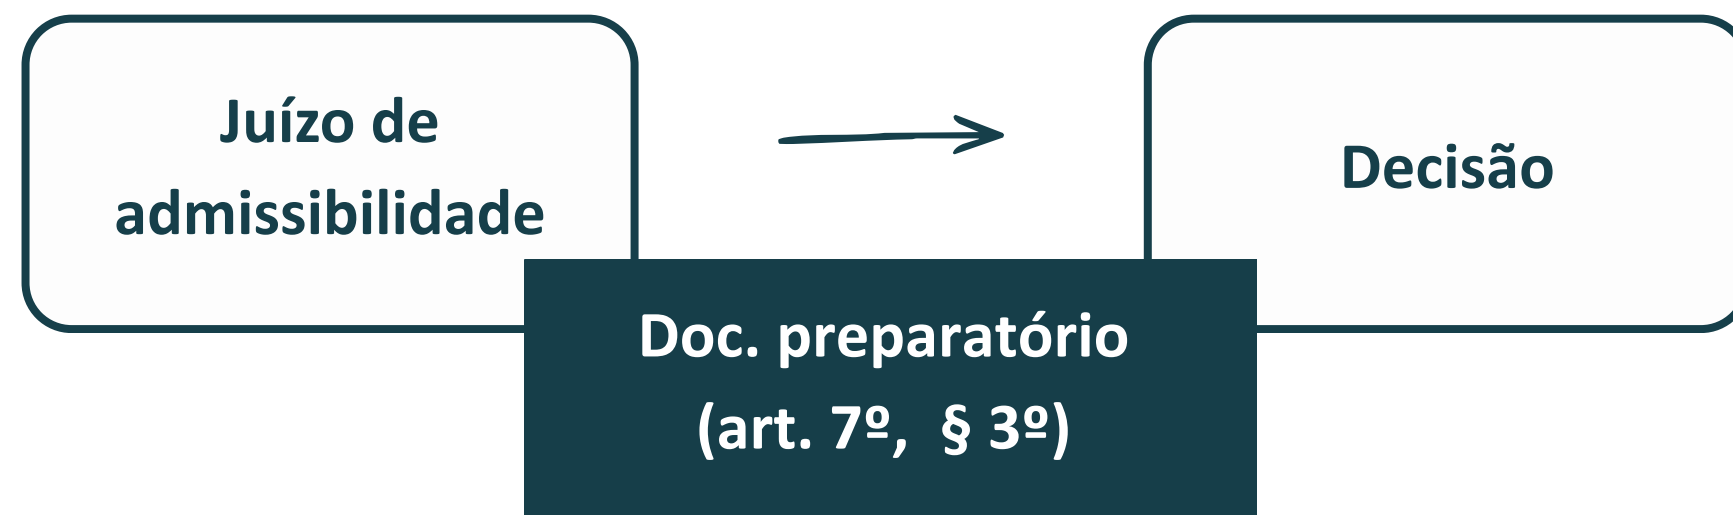 Juízo de
admissibilidade
Decisão
Doc. preparatório
(art. 7º, § 3º)